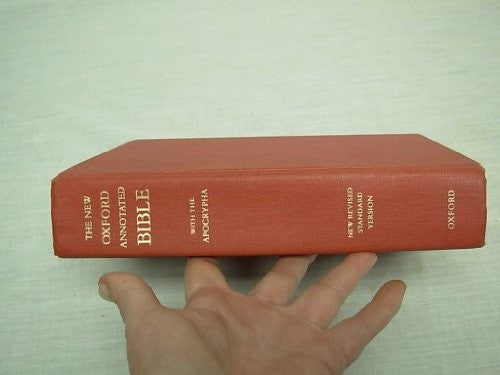 THE NEW
OXFORD
ANNOTATED
BIBLE
WITH THE
APOCRYPHA
NEW REVISED
STANDARD
VERSION
OXFORD